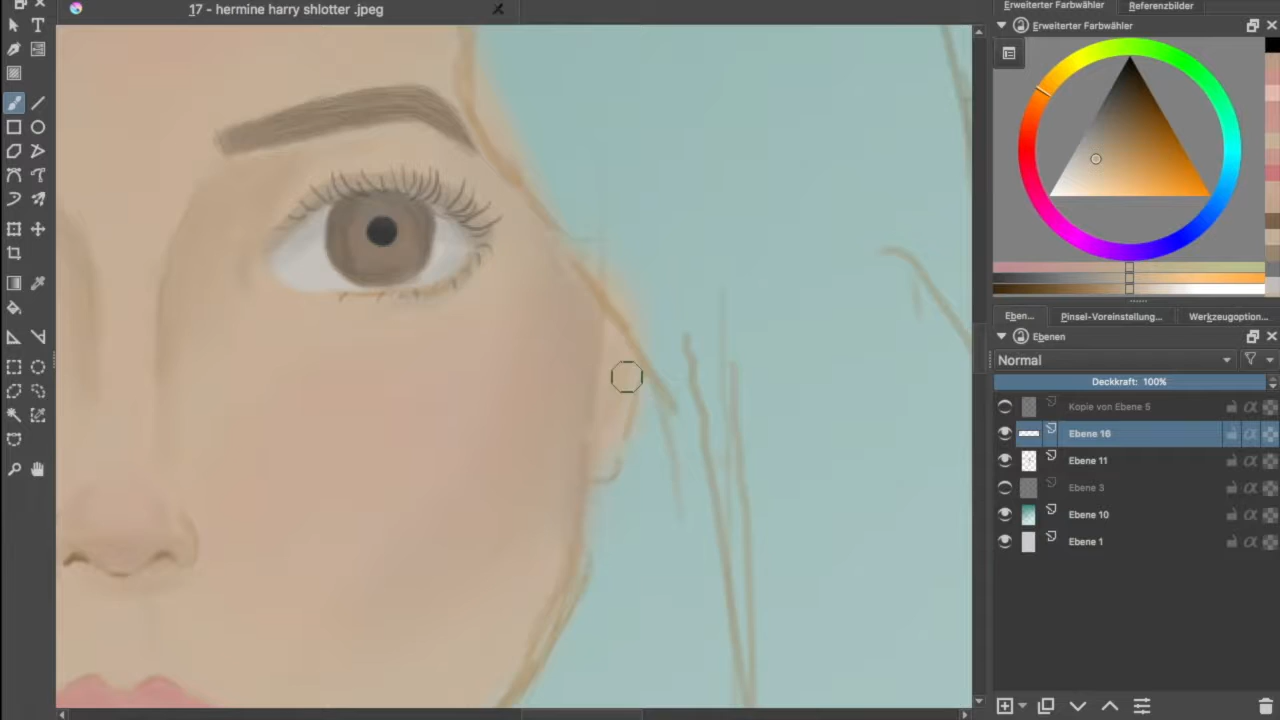 17 - hermine harry shlotter .jpeg
Erweiterter Farbwähler
Referenzbilder
Erweiterter Farbwähler
Eben...
Pinsel-Voreinstellung...
Werkzeugoption...
Ebenen
Normal
Deckkraft: 100%
Kopie von Ebene 5
Ebene 16
Ebene 11
Ebene 3
Ebene 10
Ebene 1